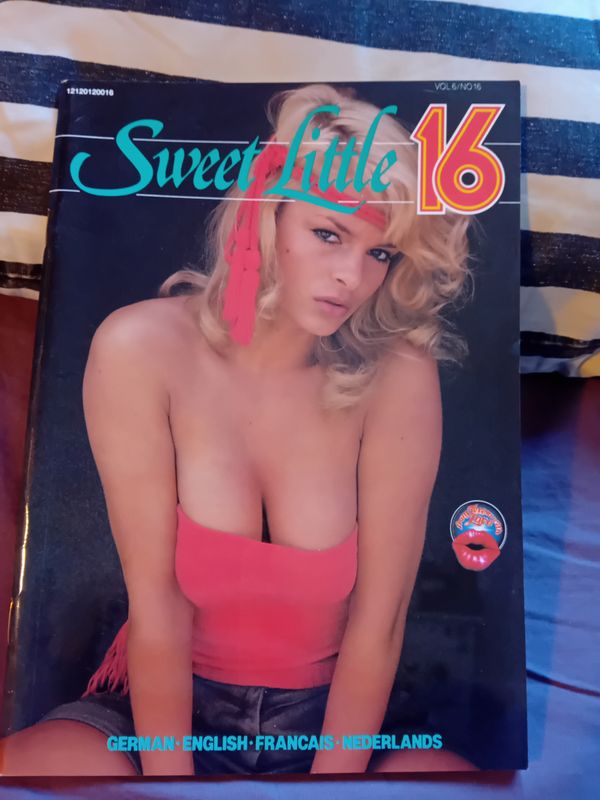 12120120016
VOL 6/NO 16
Sweet Little 16
GERMAN·ENGLISH·FRANCAIS·NEDERLANDS